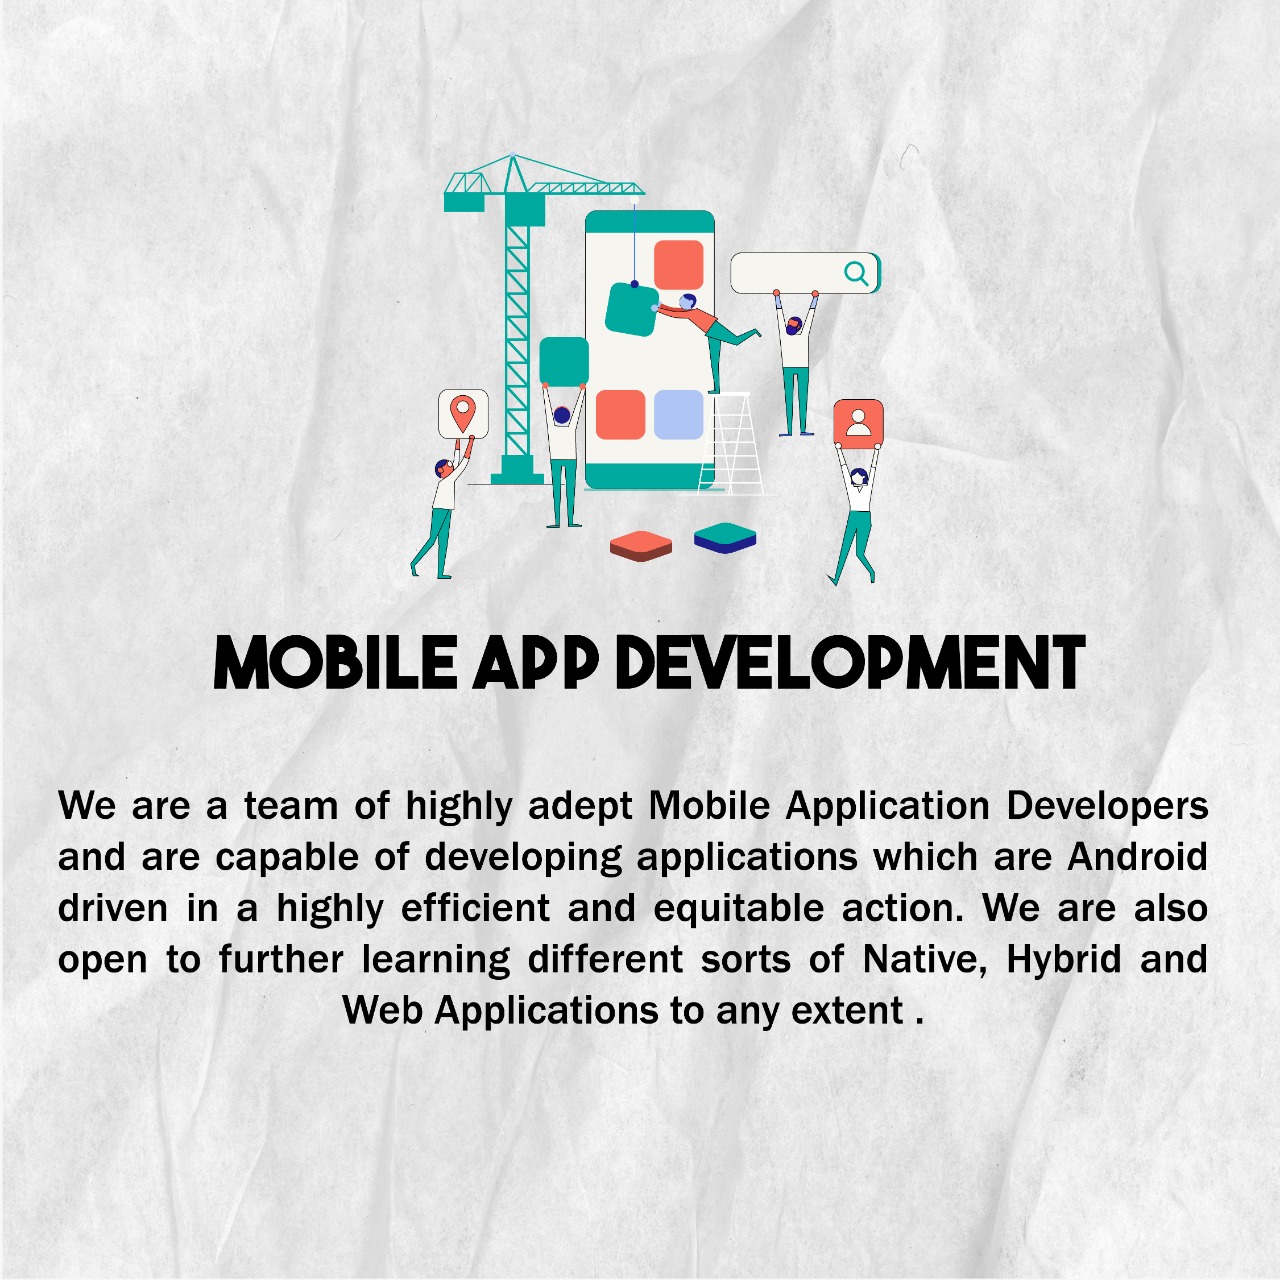 MOBILE APP DEVELOPMENT
We are a team of highly adept Mobile Application Developers
and are capable of developing applications which are Android
driven in a highly efficient and equitable action. We are also
open to further learning different sorts of Native, Hybrid and
Web Applications to any extent .